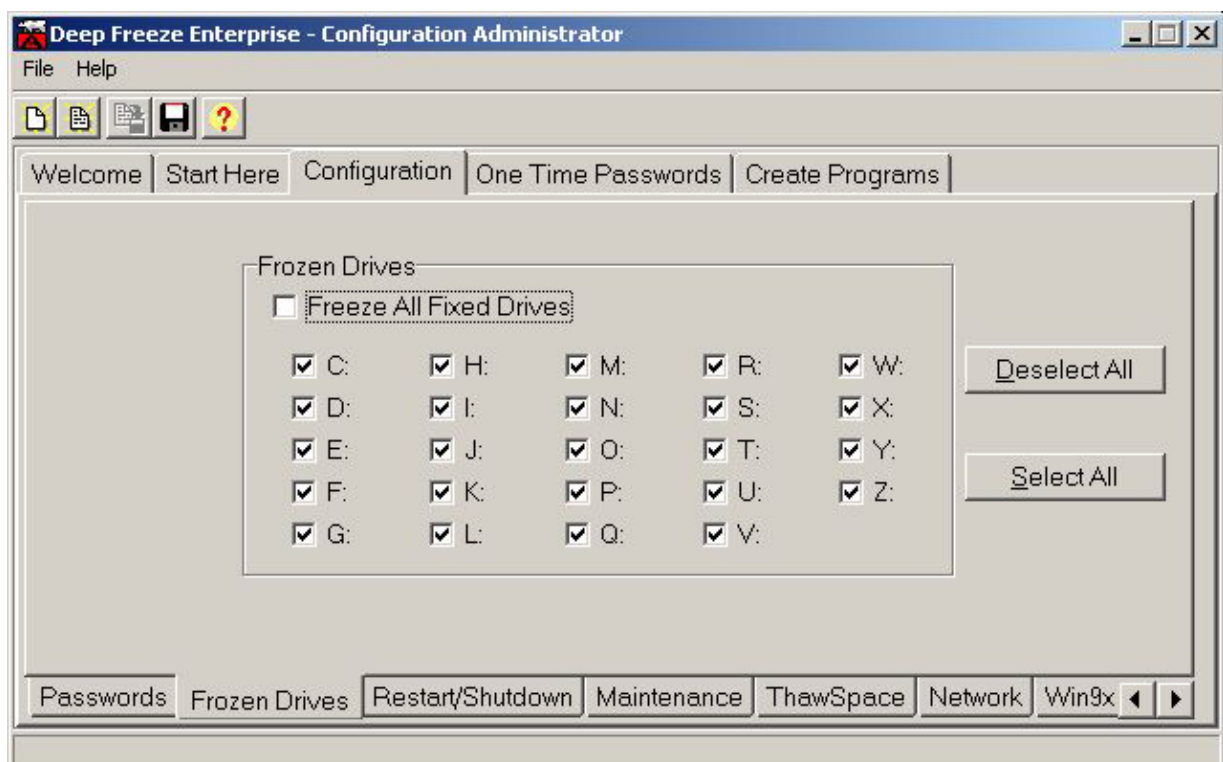 Deep Freeze Enterprise - Configuration Administrator
File Help
Welcome Start Here Configuration One Time Passwords Create Programs
Frozen Drives
Freeze All Fixed Drives
C: H: M: R: W:
Deselect All
D: I: N: S: X:
E: J: O: T: Y:
Select All
F: K: P: U: Z:
G: L: Q: V:
Passwords Frozen Drives Restart/Shutdown Maintenance ThawSpace Network Win9x